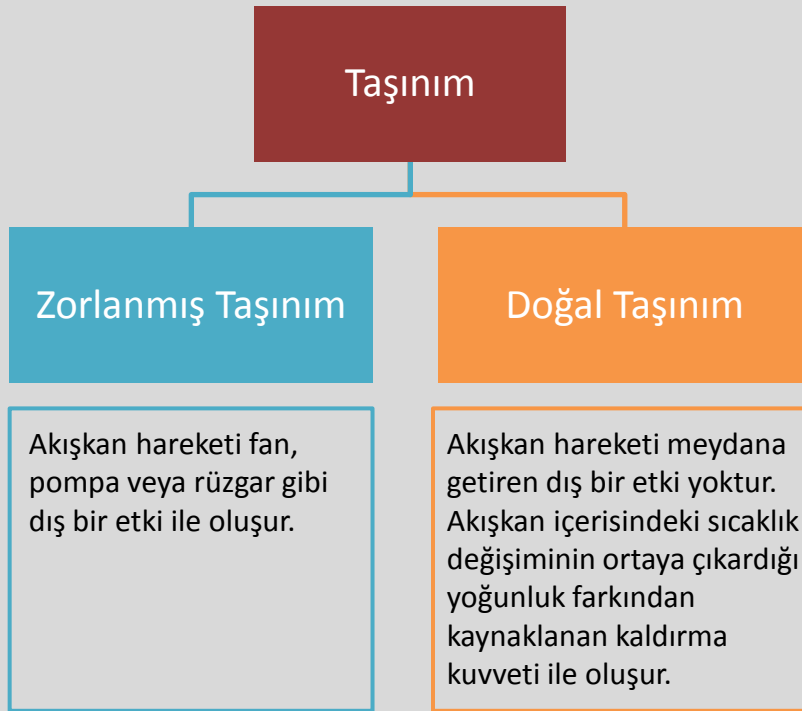 Taşınım
Zorlanmış Taşınım
Doğal Taşınım
Akışkan hareketi fan,
pompa veya rüzgar gibi
dış bir etki ile oluşur.
Akışkan hareketi meydana
getiren dış bir etki yoktur.
Akışkan içerisindeki sıcaklık
değişiminin ortaya çıkardığı
yoğunluk farkından
kaynaklanan kaldırma
kuvveti ile oluşur.